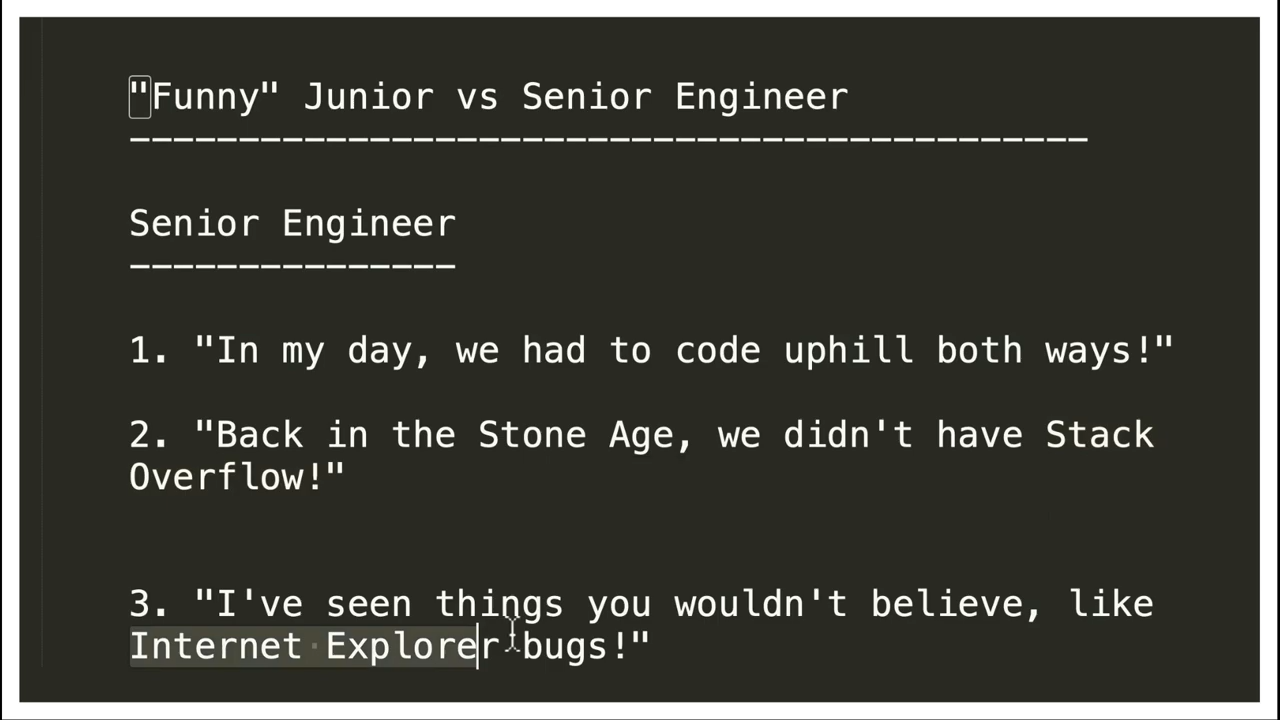 "Funny" Junior vs Senior Engineer
--------------------------------------------
Senior Engineer
---------------
1. "In my day, we had to code uphill both ways!"
2. "Back in the Stone Age, we didn't have Stack
Overflow!"
3. "I've seen things you wouldn't believe, like
Internet Explorer bugs!"